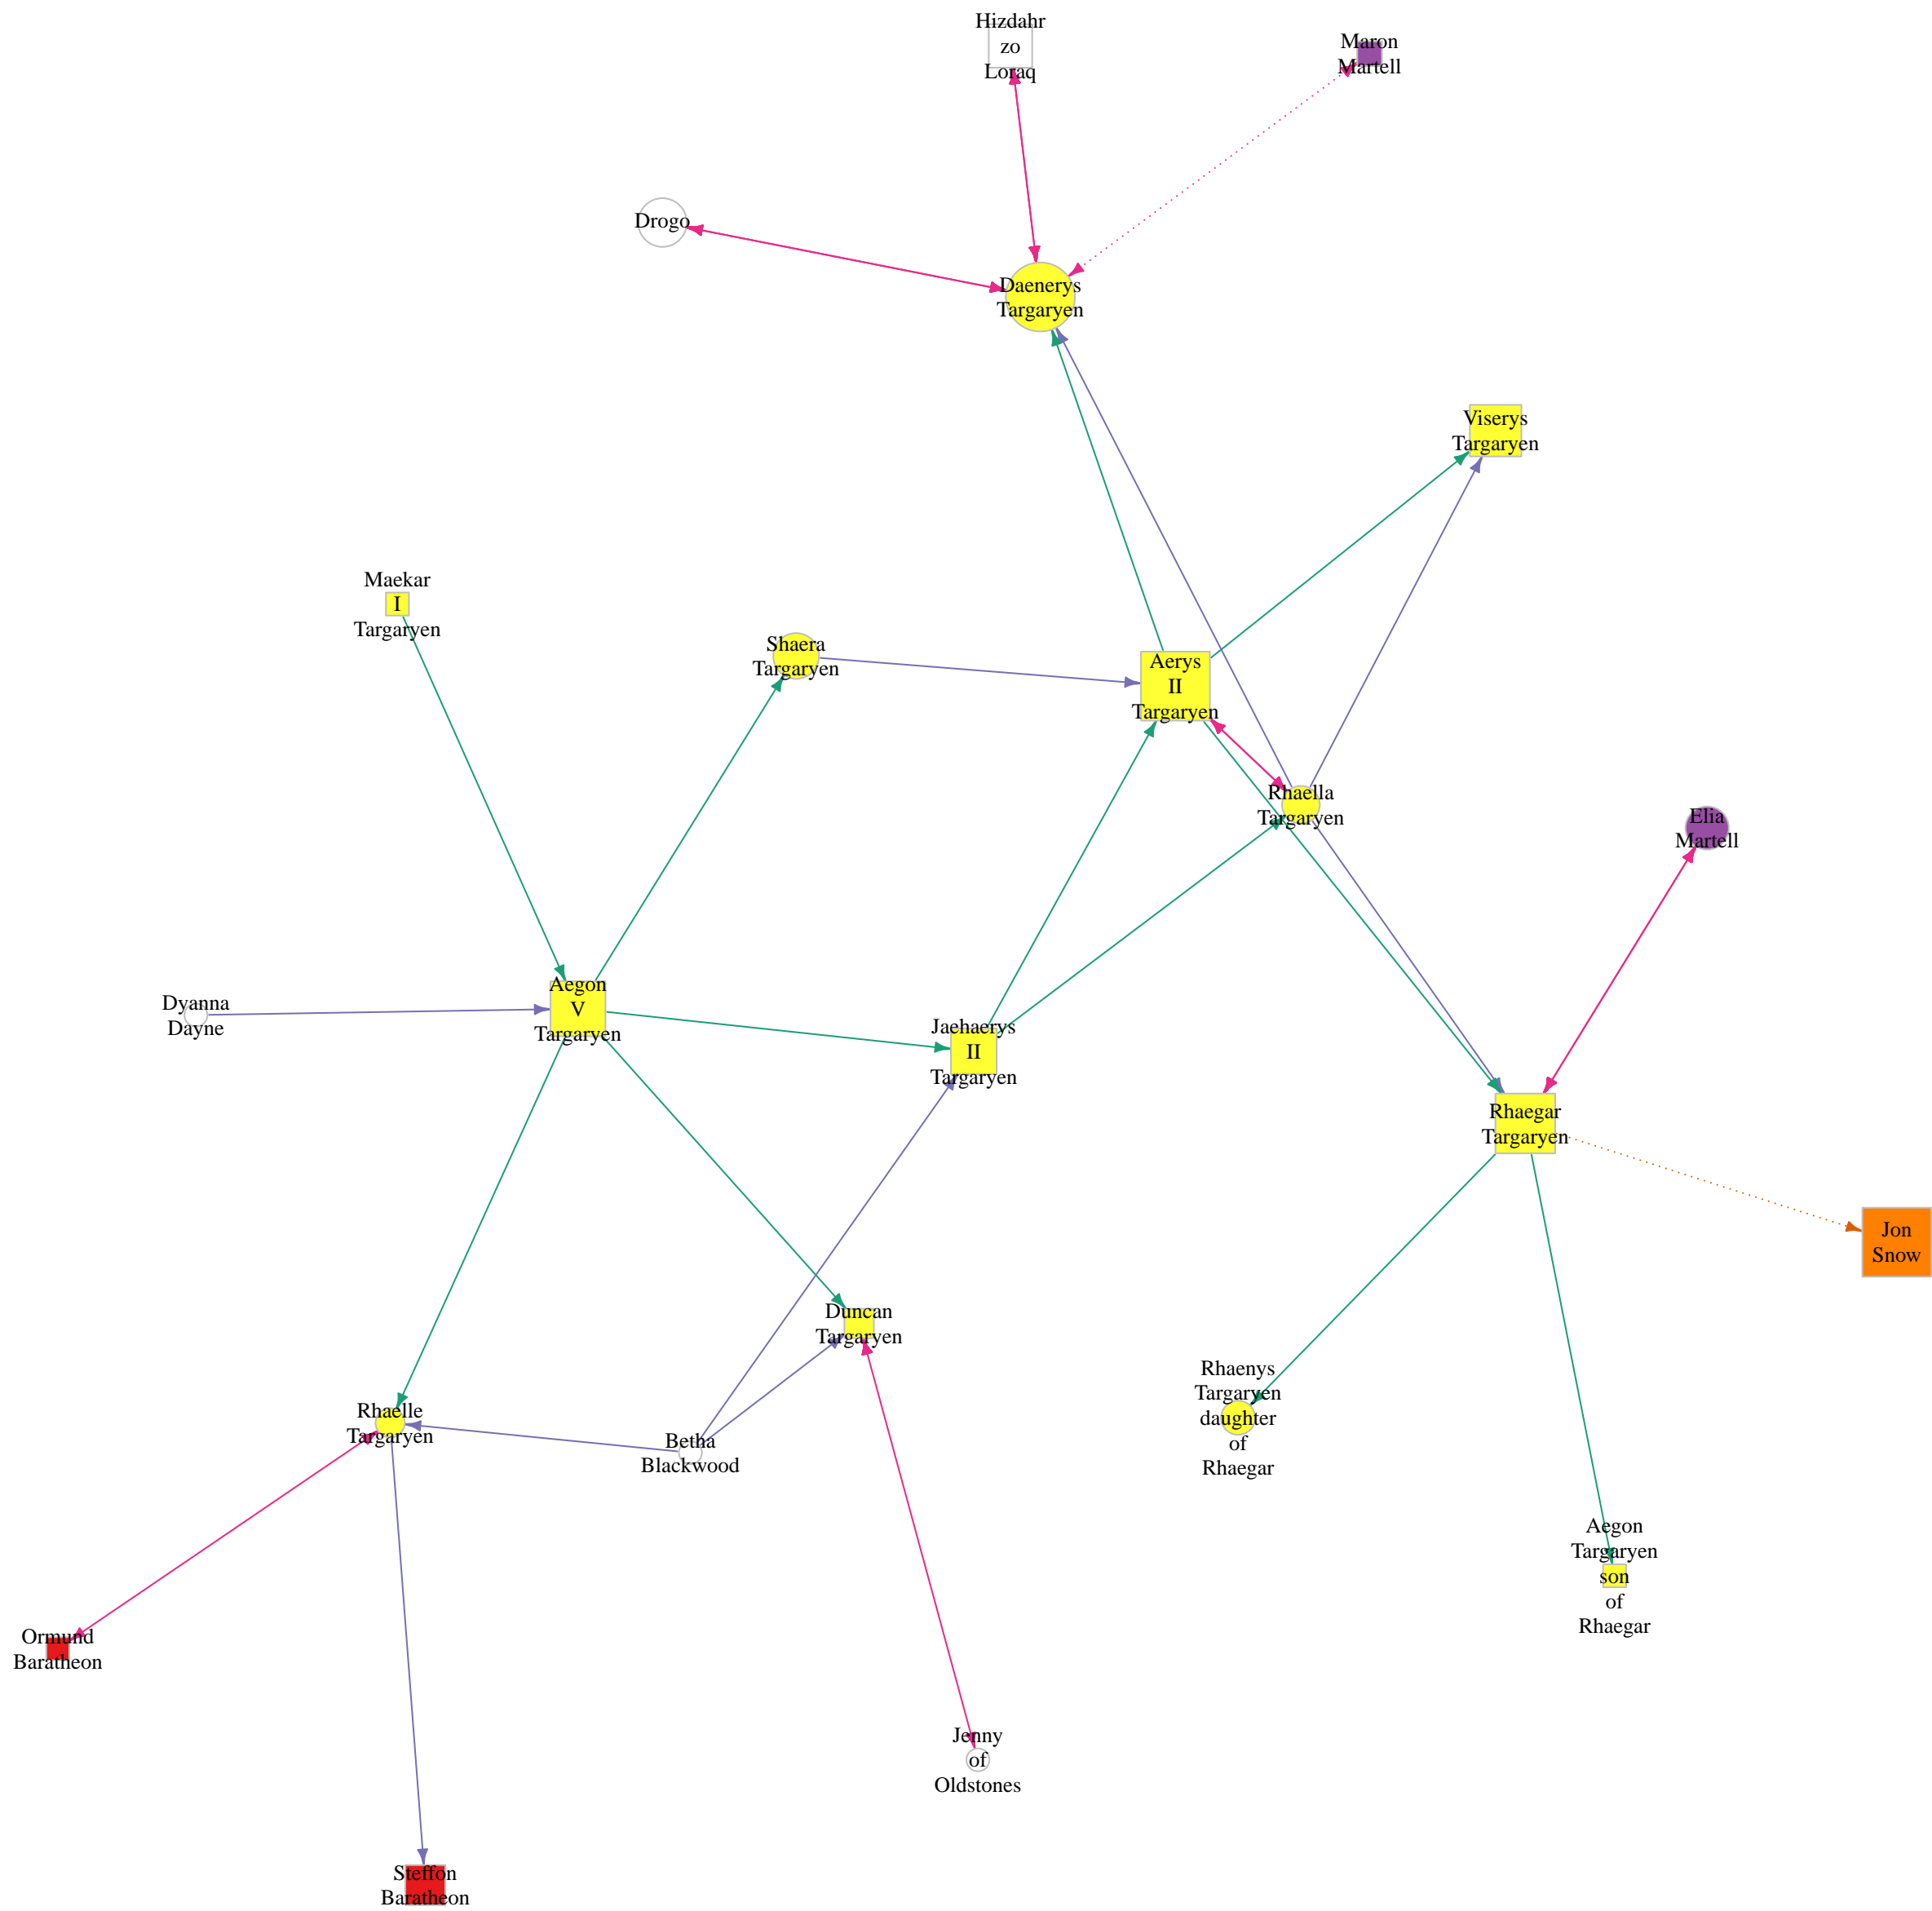 Hizdahr
zo
Loraq
Maron
Martell
Drogo
Daenerys
Targaryen
Viserys
Targaryen
Maekar
I
Targaryen
Shaera
Targaryen
Aerys
II
Targaryen
Rhaella
Targaryen
Elia
Martell
Dyanna
Dayne
Aegon
V
Targaryen
Jaehaerys
II
Targaryen
Rhaegar
Targaryen
Jon
Snow
Duncan
Targaryen
Rhaelle
Targaryen
Betha
Blackwood
Rhaenys
Targaryen
daughter
of
Rhaegar
Aegon
Targaryen
son
of
Rhaegar
Ormund
Baratheon
Jenny
of
Oldstones
Steffon
Baratheon